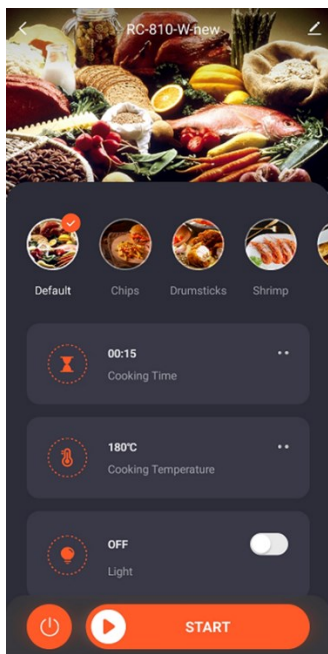 RC-810-W-new
Default
Chips
Drumsticks
Shrimp
00:15
Cooking Time
180℃
Cooking Temperature
OFF
Light
START